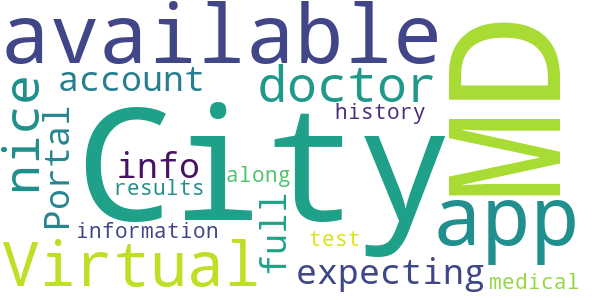 available
MD
account
doctor
nice
Portal
City
history
info
results
along
app
information
full
test
Virtual
expecting
medical